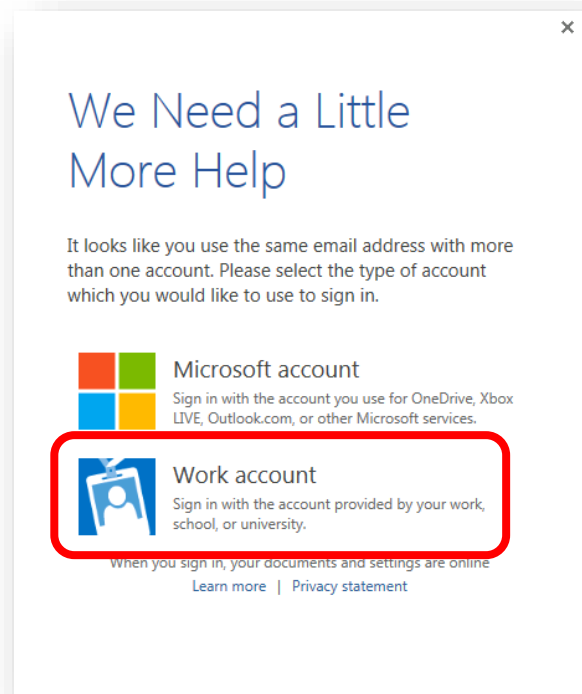 We Need a Little
More Help
It looks like you use the same email address with more
than one account. Please select the type of account
which you would like to use to sign in.
Microsoft account
Sign in with the account you use for OneDrive, Xbox
LIVE, Outlook.com, or other Microsoft services.
Work account
Sign in with the account provided by your work,
school, or university.
When you sign in, your documents and settings are online
Learn more | Privacy statement